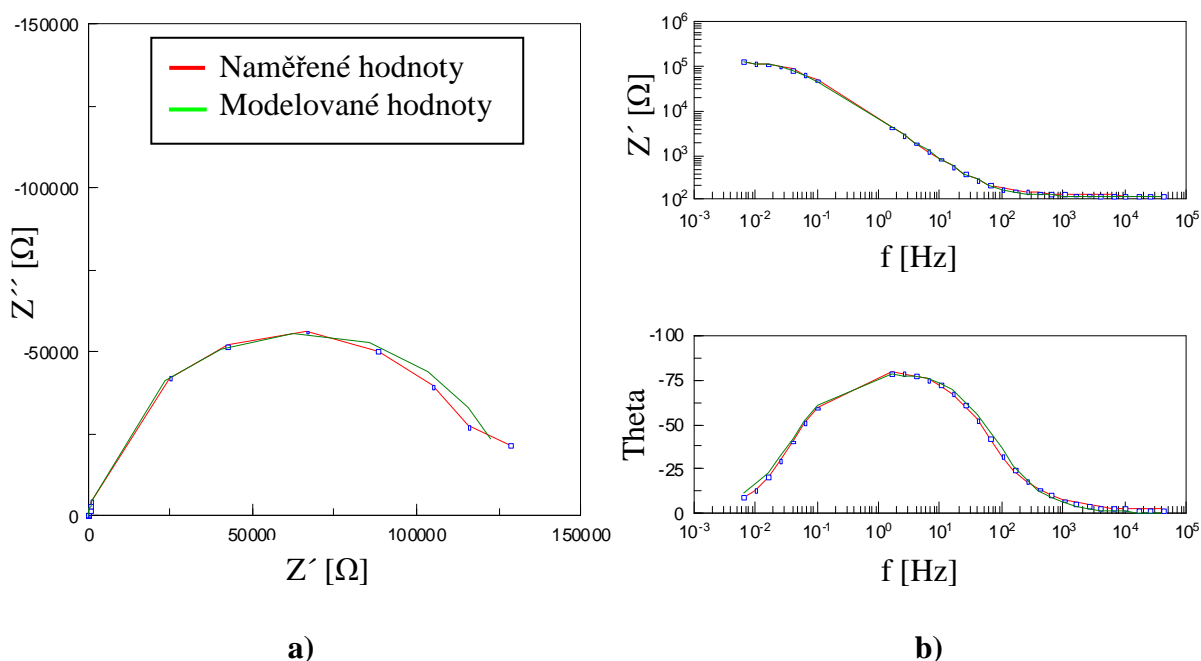 -150000
Naměřené hodnoty
Modelované hodnoty
-100000
Z´´ [Ω]
-50000
0
0 50000 100000 150000
Z´ [Ω]
a)
10⁶
10⁵
10⁴
10³
10²
Z´ [Ω]
10⁻³ 10⁻² 10⁻¹ 10⁰ 10¹ 10² 10³ 10⁴ 10⁵
f [Hz]
-100
-75
-50
-25
0
Theta
10⁻³ 10⁻² 10⁻¹ 10⁰ 10¹ 10² 10³ 10⁴ 10⁵
f [Hz]
b)